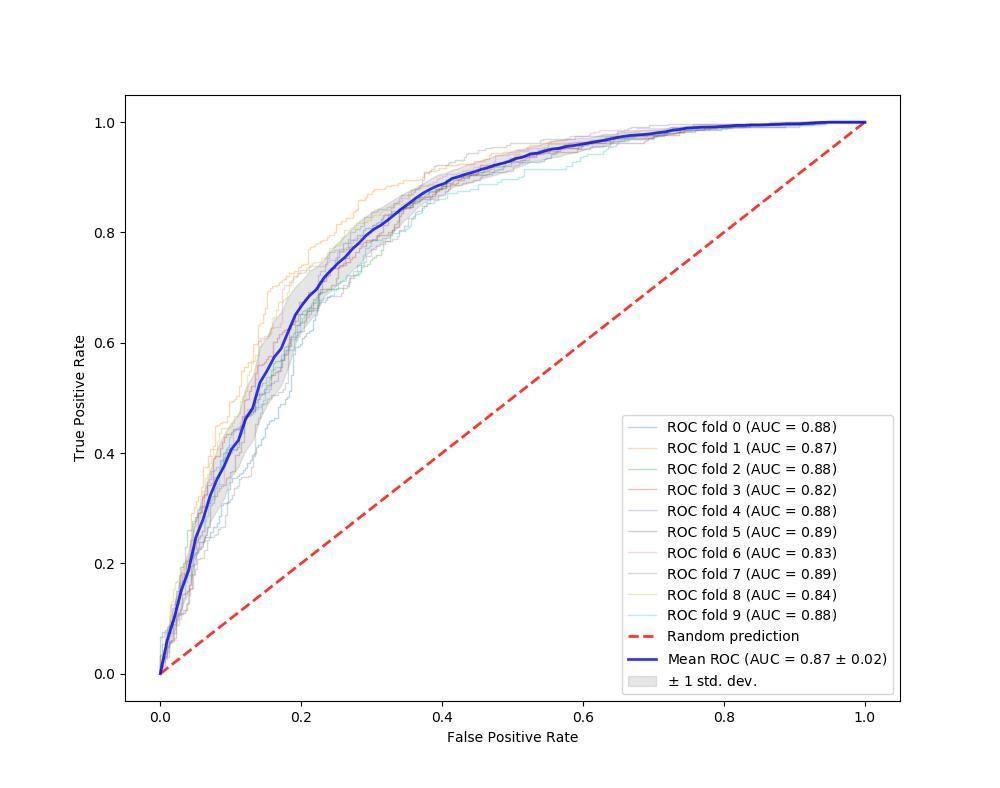 1.0
0.8
0.6
0.4
0.2
0.0
True Positive Rate
0.0 0.2 0.4 0.6 0.8 1.0
False Positive Rate
ROC fold 0 (AUC = 0.88)
ROC fold 1 (AUC = 0.87)
ROC fold 2 (AUC = 0.88)
ROC fold 3 (AUC = 0.82)
ROC fold 4 (AUC = 0.88)
ROC fold 5 (AUC = 0.89)
ROC fold 6 (AUC = 0.83)
ROC fold 7 (AUC = 0.89)
ROC fold 8 (AUC = 0.84)
ROC fold 9 (AUC = 0.88)
Random prediction
Mean ROC (AUC = 0.87 ± 0.02)
± 1 std. dev.